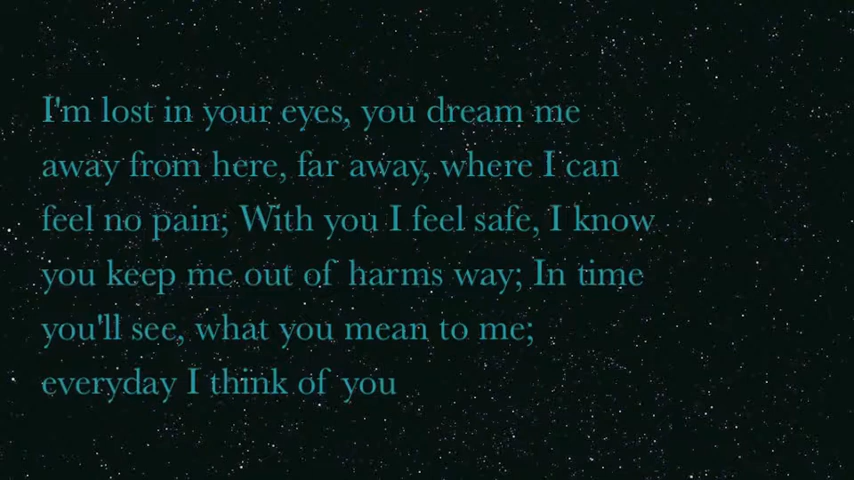 I'm lost in your eyes, you dream me
away from here, far away, where I can
feel no pain; With you I feel safe, I know
you keep me out of harms way; In time
you'll see, what you mean to me;
everyday I think of you